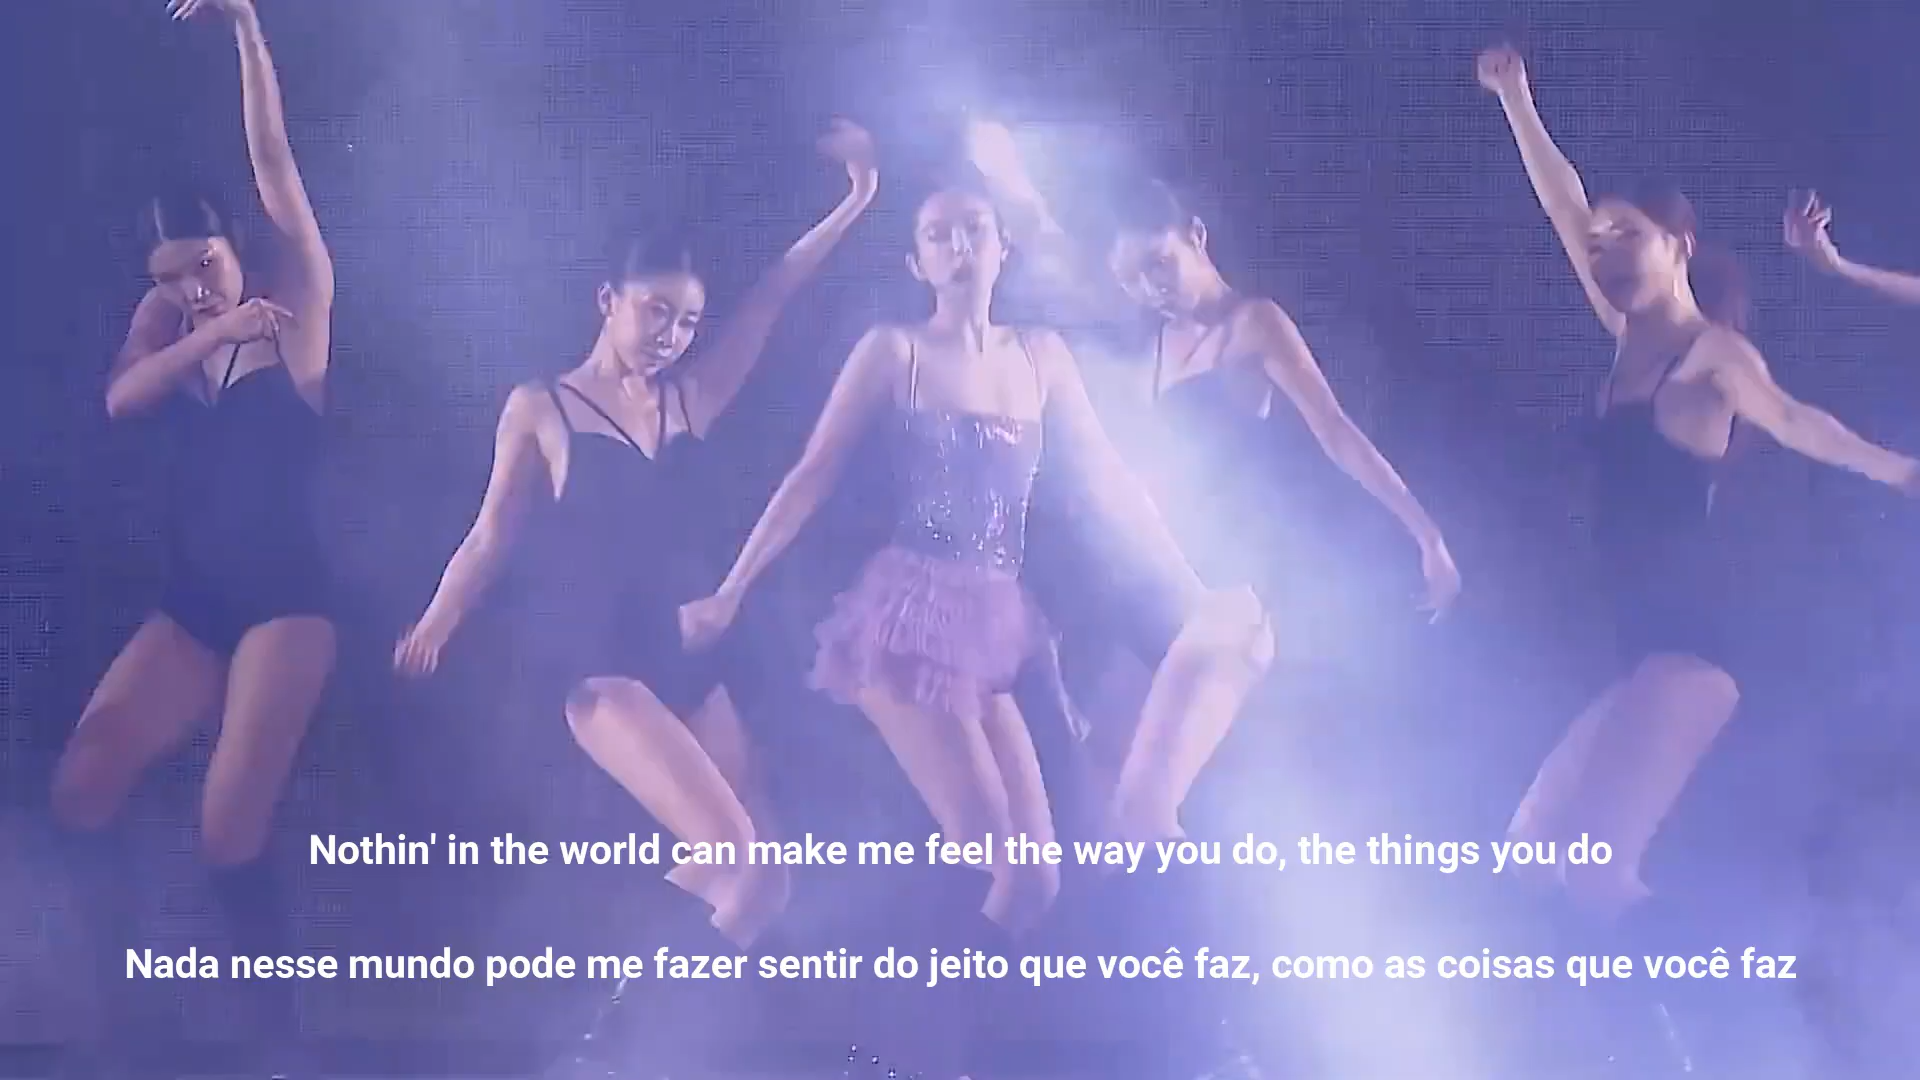 Nothin' in the world can make me feel the way you do, the things you do
Nada nesse mundo pode me fazer sentir do jeito que você faz, como as coisas que você faz